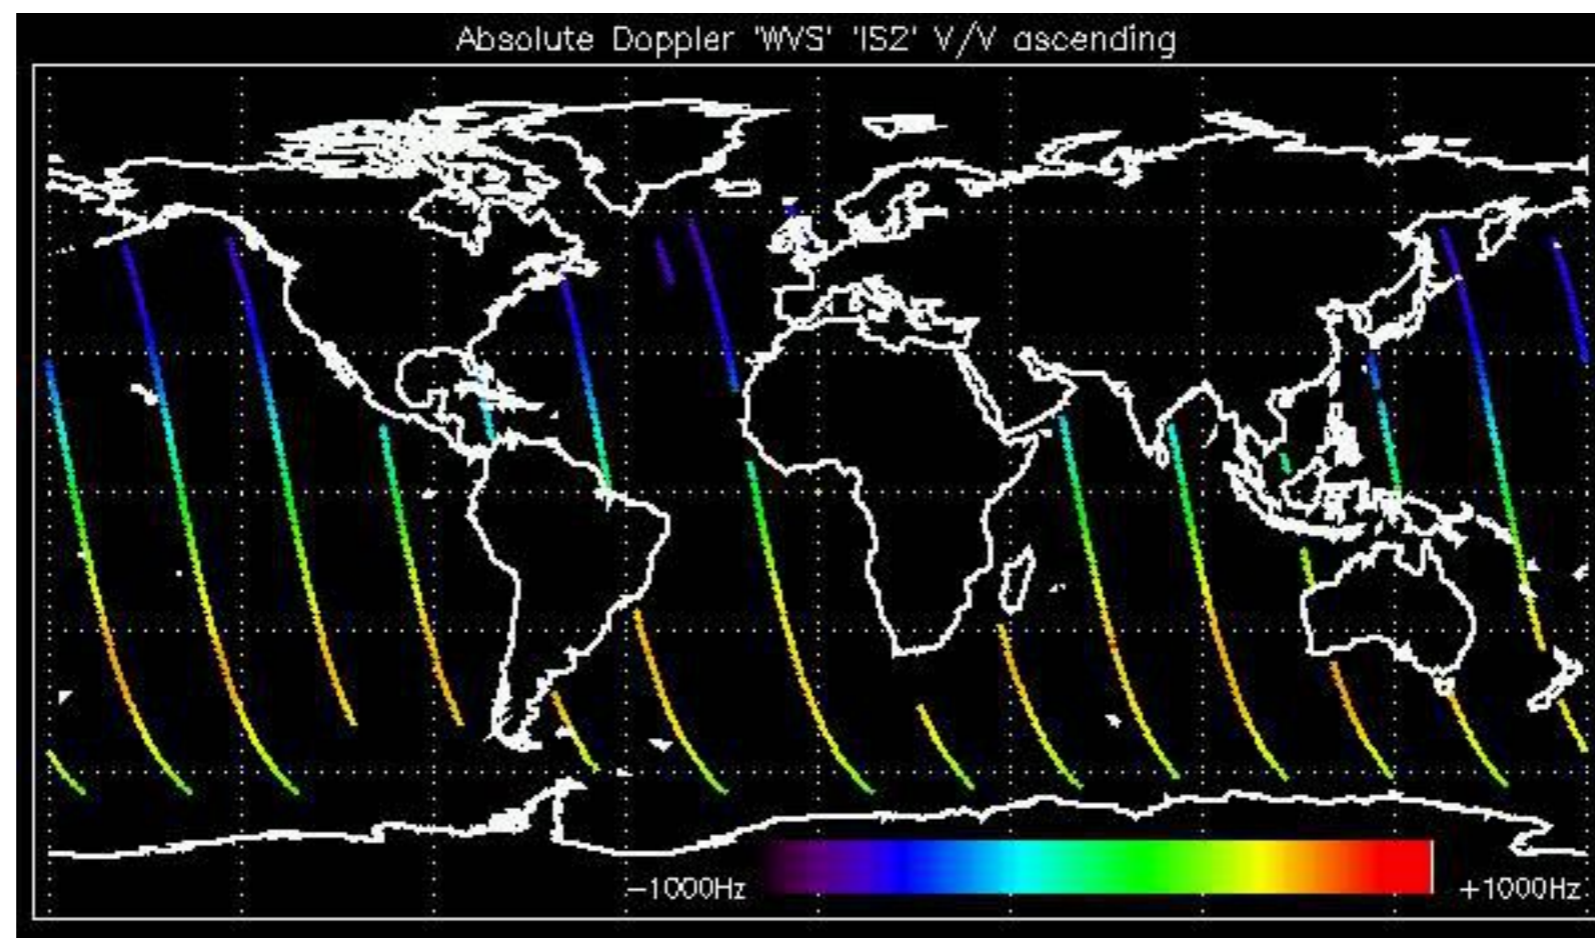 Absolute Doppler 'WVS' 'IS2' V/V ascending
-1000Hz +1000Hz